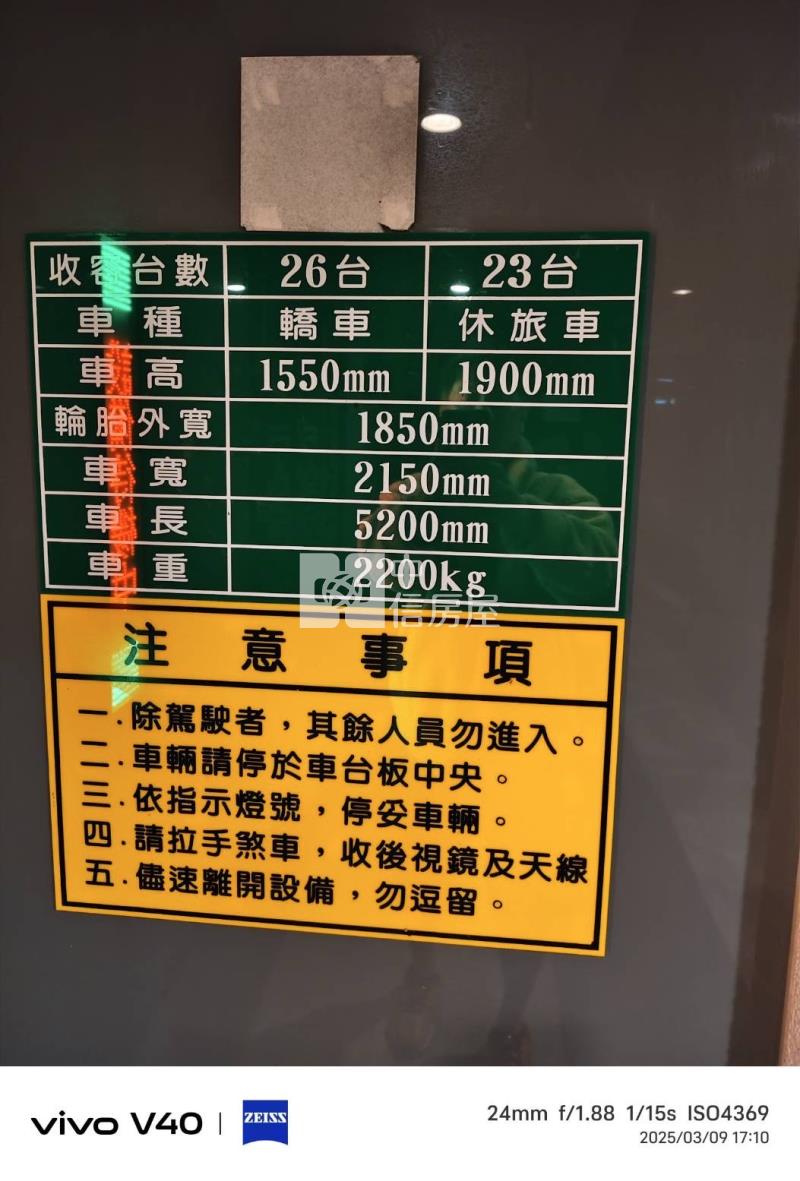 收容台數 26台 23台
車種 轎車 休旅車
車高 1550mm 1900mm
輪胎外寬 1850mm
車寬 2150mm
車長 5200mm
車重 2200kg
中信房屋
注意事項
一.除駕駛者，其餘人員勿進入。
二.車輛請停於車台板中央。
三.依指示燈號，停妥車輛。
四.請拉手煞車，收後視鏡及天線
五.儘速離開設備，勿逗留。
vivo V40 | ZEISS
24mm f/1.88 1/15s ISO4369
2025/03/09 17:10